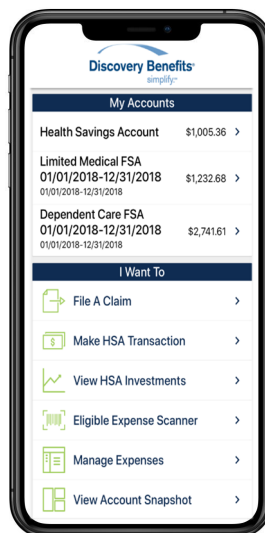 Discovery Benefits®
simplify.℠
My Accounts
Health Savings Account $1,005.36 >
Limited Medical FSA
01/01/2018-12/31/2018 $1,232.68 >
01/01/2018-12/31/2018
Dependent Care FSA
01/01/2018-12/31/2018 $2,741.61 >
01/01/2018-12/31/2018
I Want To
File A Claim >
$ Make HSA Transaction >
View HSA Investments >
Eligible Expense Scanner >
Manage Expenses >
View Account Snapshot >